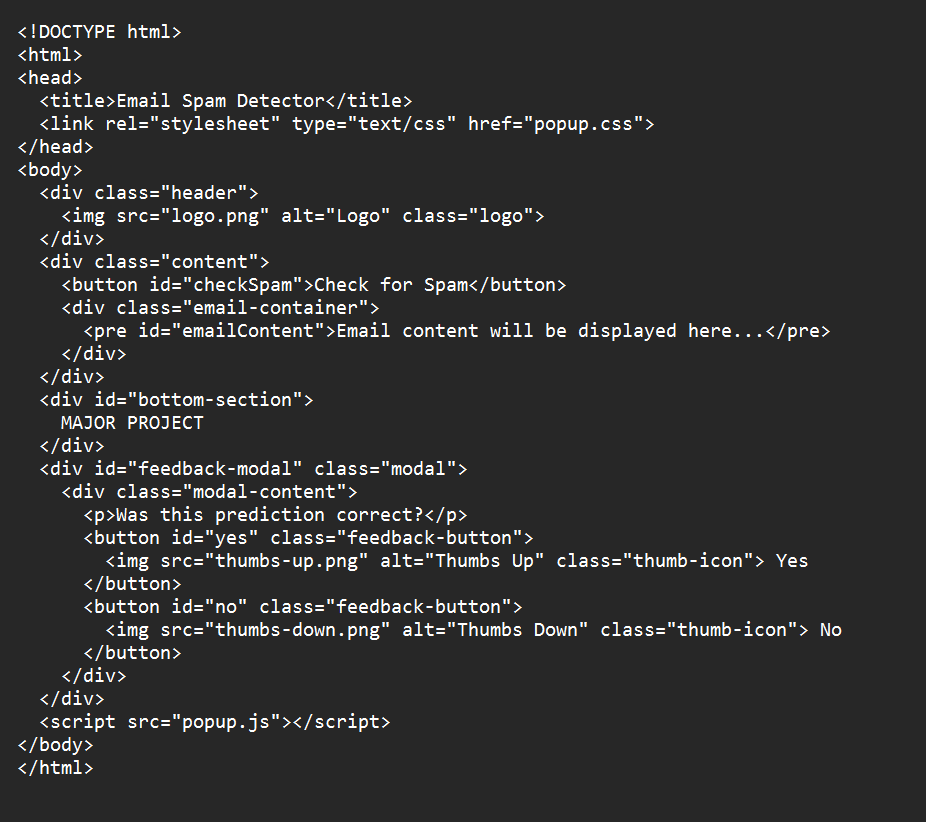 <!DOCTYPE html>
<html>
<head>
  <title>Email Spam Detector</title>
  <link rel="stylesheet" type="text/css" href="popup.css">
</head>
<body>
  <div class="header">
    <img src="logo.png" alt="Logo" class="logo">
  </div>
  <div class="content">
    <button id="checkSpam">Check for Spam</button>
    <div class="email-container">
      <pre id="emailContent">Email content will be displayed here...</pre>
    </div>
  </div>
  <div id="bottom-section">
    MAJOR PROJECT
  </div>
  <div id="feedback-modal" class="modal">
    <div class="modal-content">
      <p>Was this prediction correct?</p>
      <button id="yes" class="feedback-button">
        <img src="thumbs-up.png" alt="Thumbs Up" class="thumb-icon"> Yes
      </button>
      <button id="no" class="feedback-button">
        <img src="thumbs-down.png" alt="Thumbs Down" class="thumb-icon"> No
      </button>
    </div>
  </div>
  <script src="popup.js"></script>
</body>
</html>